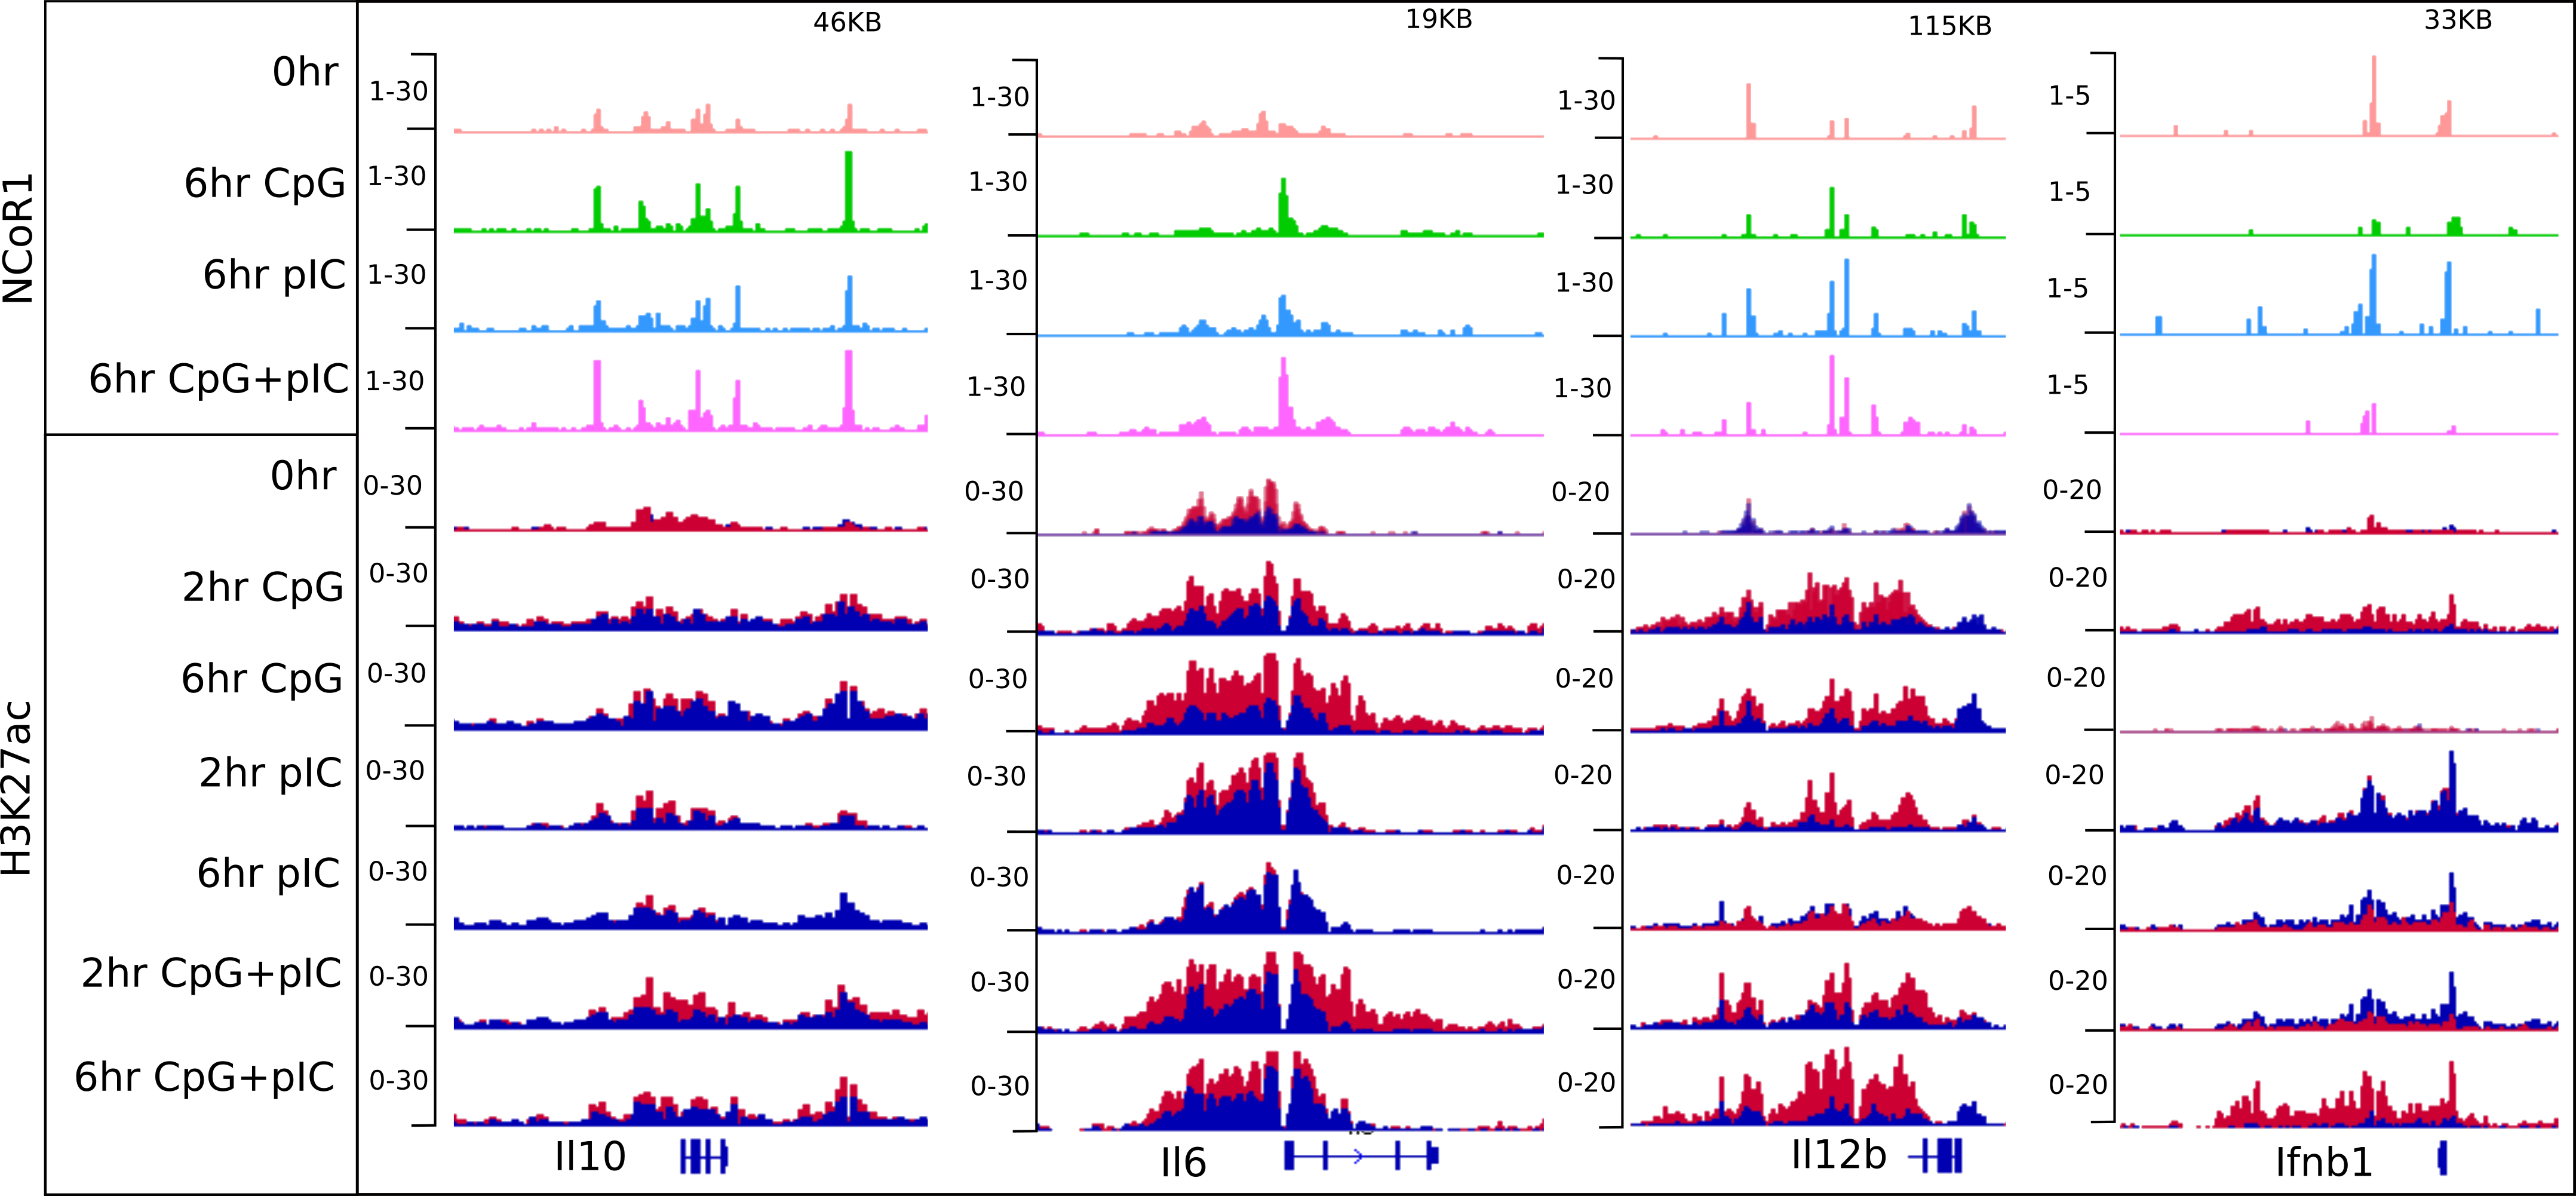 46KB 19KB 115KB 33KB
NCoR1
0hr 1-30 1-30 1-30 1-5
6hr CpG 1-30 1-30 1-30 1-5
6hr pIC 1-30 1-30 1-30 1-5
6hr CpG+pIC 1-30 1-30 1-30 1-5
H3K27ac
0hr 0-30 0-30 0-20 0-20
2hr CpG 0-30 0-30 0-20 0-20
6hr CpG 0-30 0-30 0-20 0-20
2hr pIC 0-30 0-30 0-20 0-20
6hr pIC 0-30 0-30 0-20 0-20
2hr CpG+pIC 0-30 0-30 0-20 0-20
6hr CpG+pIC 0-30 0-30 0-20 0-20
Il10 Il6 Il12b Ifnb1